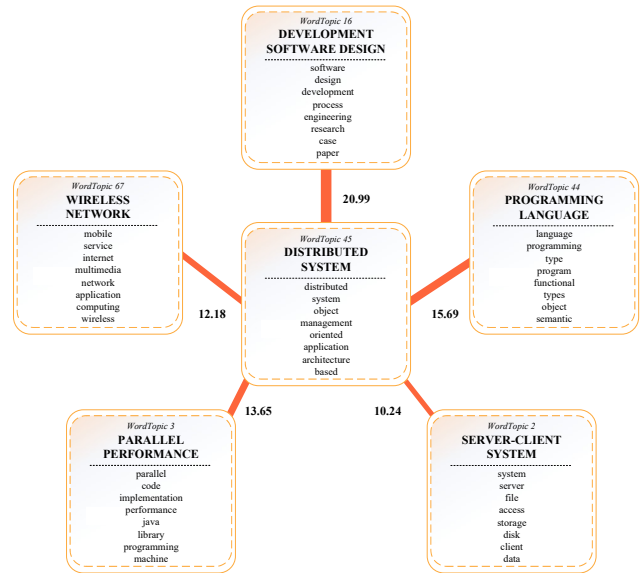 WordTopic 16
DEVELOPMENT
SOFTWARE DESIGN
software
design
development
process
engineering
research
case
paper
20.99
WordTopic 67
WIRELESS
NETWORK
mobile
service
internet
multimedia
network
application
computing
wireless
12.18
WordTopic 45
DISTRIBUTED
SYSTEM
distributed
system
object
management
oriented
application
architecture
based
WordTopic 44
PROGRAMMING
LANGUAGE
language
programming
type
program
functional
types
object
semantic
15.69
13.65
10.24
WordTopic 3
PARALLEL
PERFORMANCE
parallel
code
implementation
performance
java
library
programming
machine
WordTopic 2
SERVER-CLIENT
SYSTEM
system
server
file
access
storage
disk
client
data